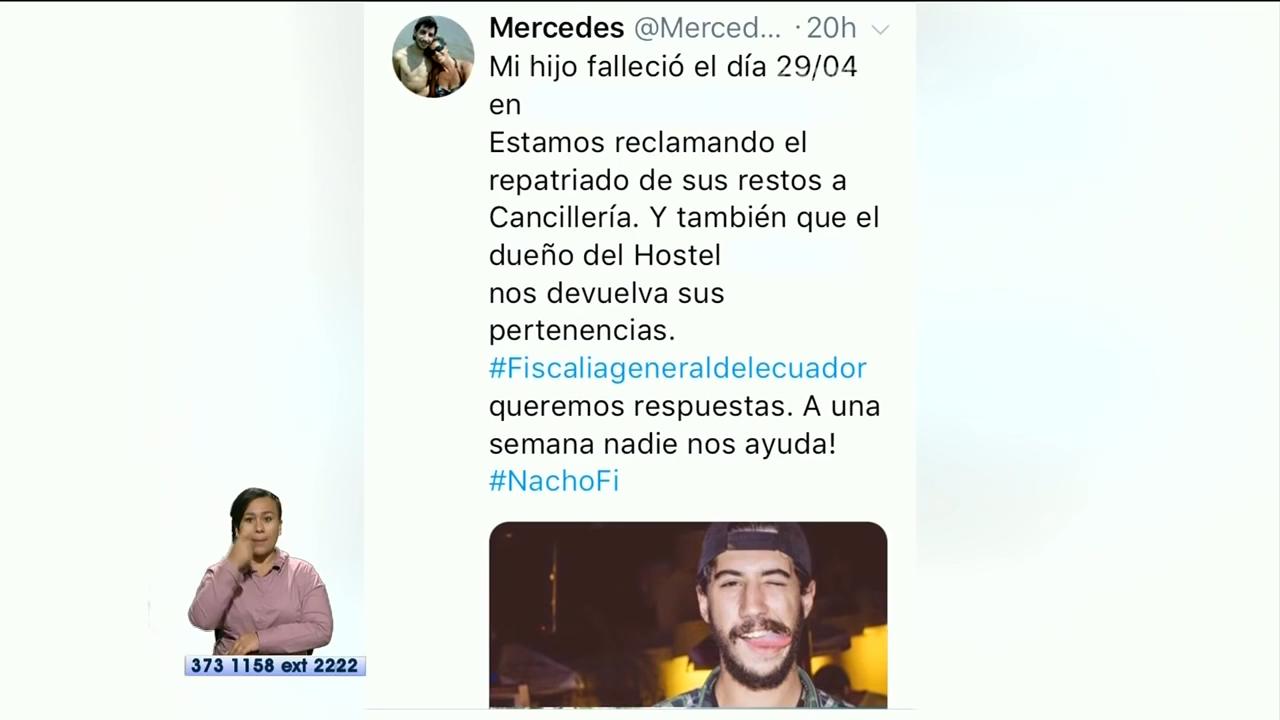 Mercedes @Merced... · 20h
Mi hijo falleció el día 29/04
en
Estamos reclamando el
repatriado de sus restos a
Cancillería. Y también que el
dueño del Hostel
nos devuelva sus
pertenencias.
#Fiscaliageneraldelecuador
queremos respuestas. A una
semana nadie nos ayuda!
#NachoFi
373 1158 ext 2222